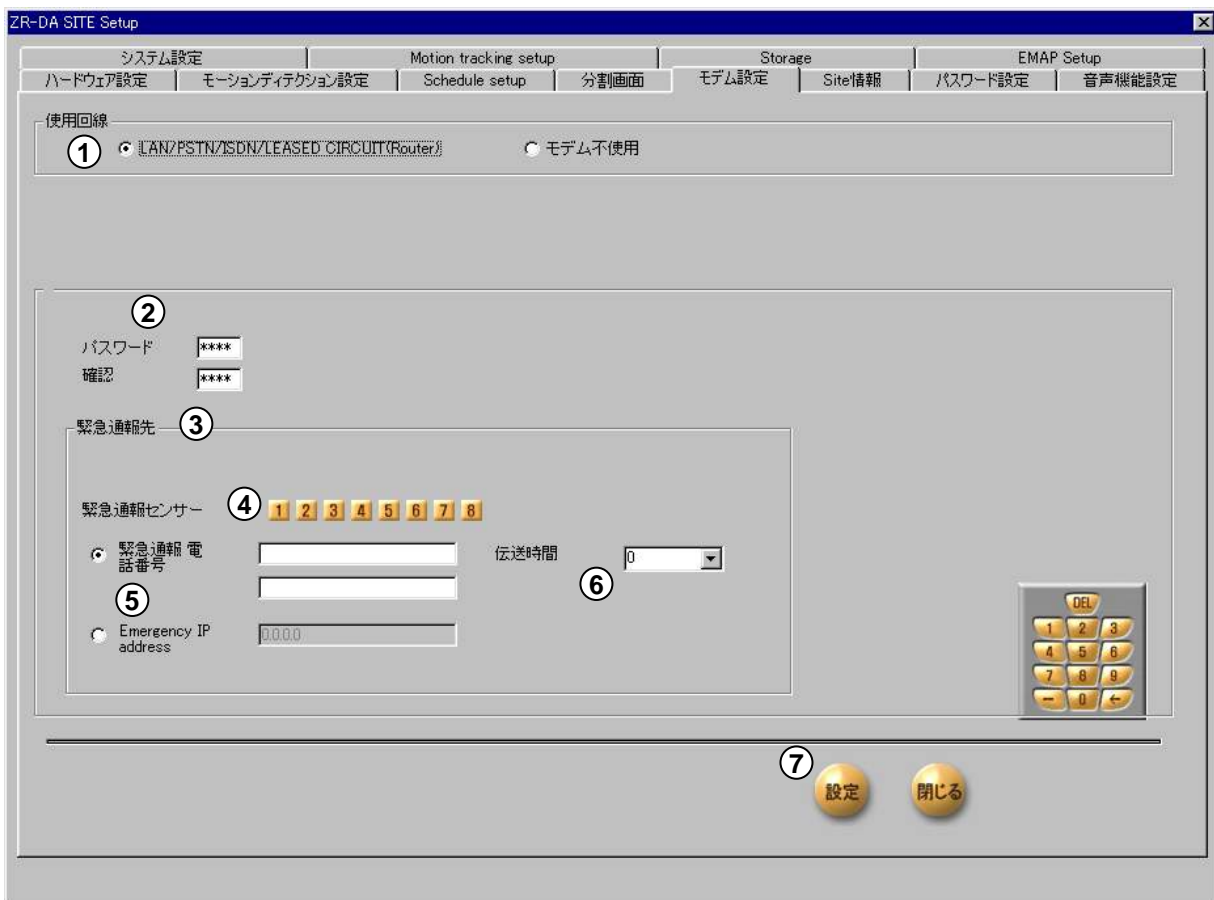 ZR-DA SITE Setup
システム設定 Motion tracking setup Storage EMAP Setup
ハードウェア設定 モーションディテクション設定 Schedule setup 分割画面 モデム設定 Site情報 パスワード設定 音声機能設定
使用回線
① LAN/PSTN/ISDN/LEASED CIRCUIT(Router) モデム不使用
②
パスワード ****
確認 ****
緊急通報先 ③
緊急通報センサー ④ 1 2 3 4 5 6 7 8
緊急通報 電
話番号
伝送時間 0
⑤ ⑥
Emergency IP
address
0.0.0.0
DEL
1 2 3
4 5 6
7 8 9
- 0 ←
⑦
設定 閉じる